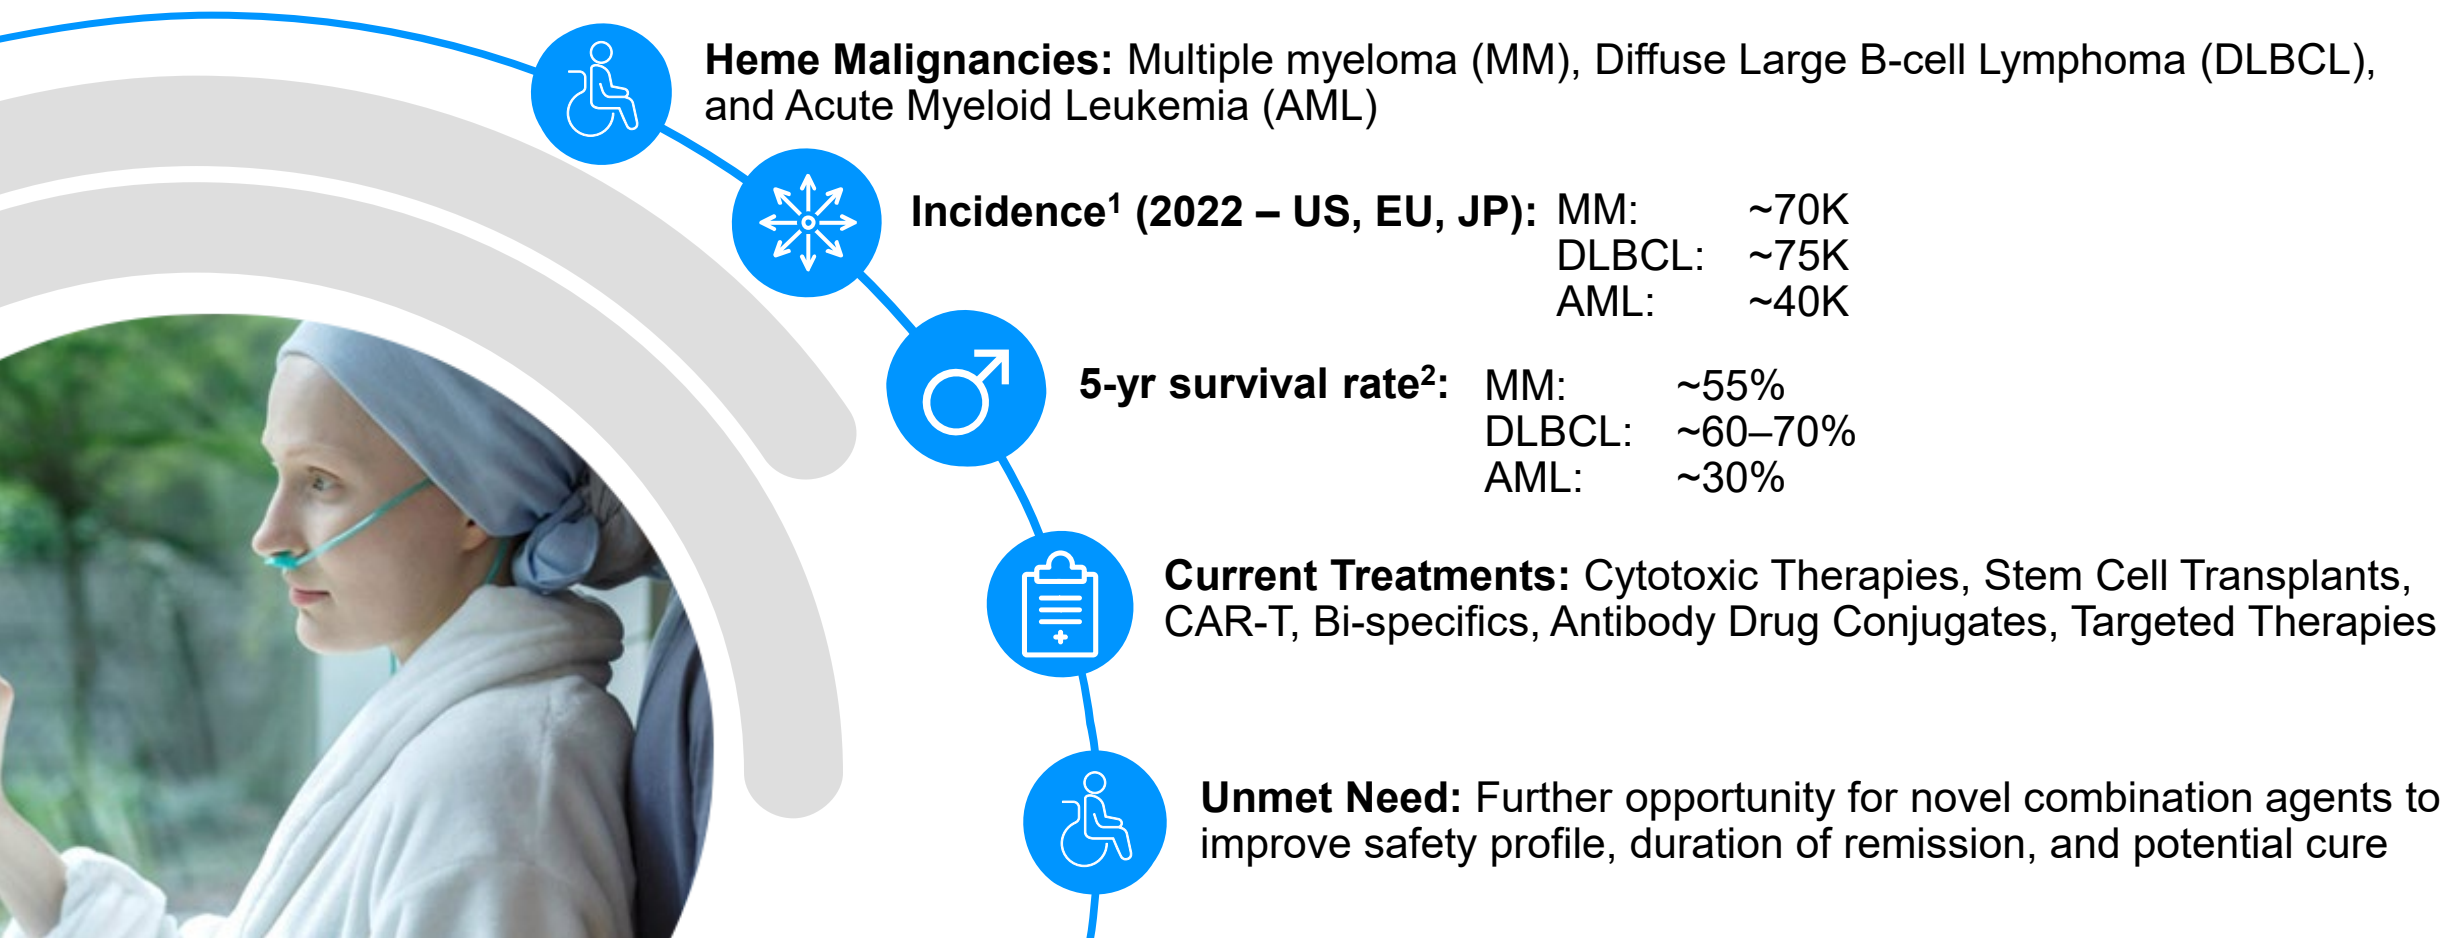 Heme Malignancies: Multiple myeloma (MM), Diffuse Large B-cell Lymphoma (DLBCL),
and Acute Myeloid Leukemia (AML)
Incidence¹ (2022 – US, EU, JP): MM: ~70K
DLBCL: ~75K
AML: ~40K
5-yr survival rate²: MM: ~55%
DLBCL: ~60–70%
AML: ~30%
Current Treatments: Cytotoxic Therapies, Stem Cell Transplants,
CAR-T, Bi-specifics, Antibody Drug Conjugates, Targeted Therapies
Unmet Need: Further opportunity for novel combination agents to
improve safety profile, duration of remission, and potential cure